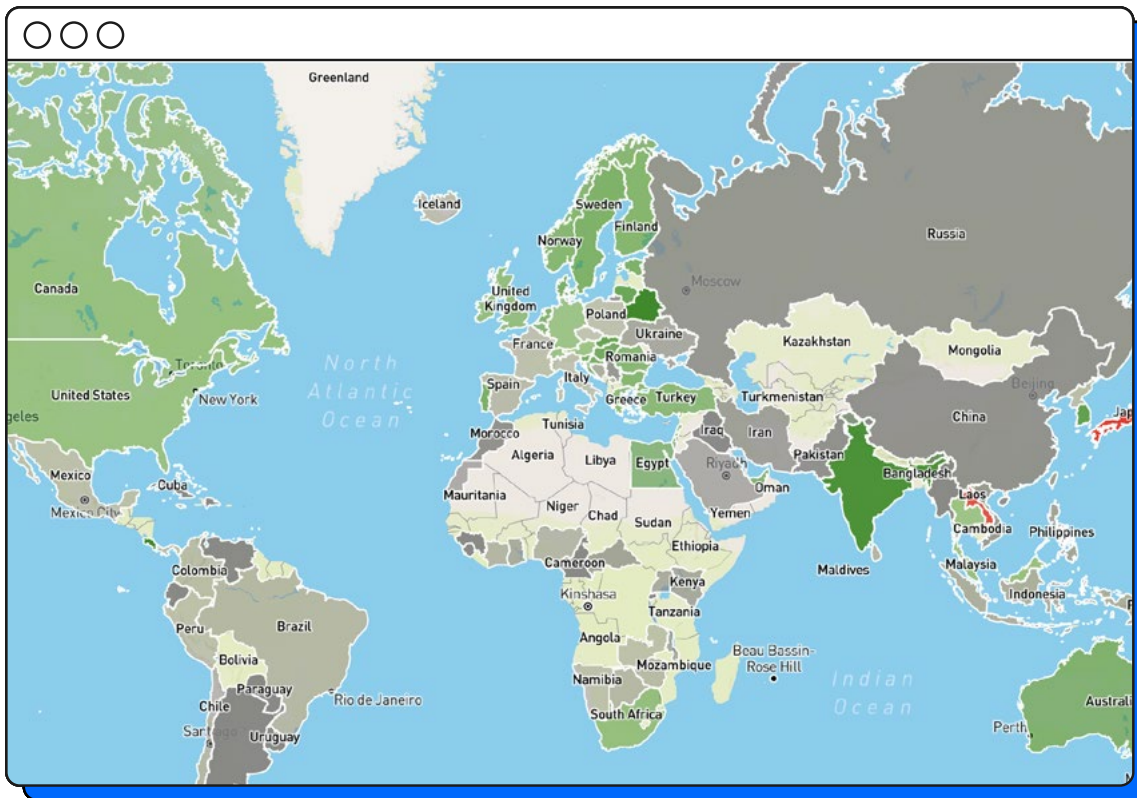 Greenland
Iceland
Sweden
Finland
Norway
Russia
Moscow
Canada
United
Kingdom
Poland
Ukraine
Kazakhstan
Mongolia
France
Romania
North
Atlantic
Ocean
Toronto
United States
New York
Spain
Italy
Greece
Turkey
Turkmenistan
Beijing
China
geles
Jap
Morocco
Tunisia
Algeria
Libya
Egypt
Iraq
Iran
Pakistan
Riyadh
Bangladesh
Mexico
Mexico City
Cuba
Mauritania
Niger
Chad
Sudan
Oman
Yemen
Laos
Cambodia
Philippines
Ethiopia
Cameroon
Colombia
Maldives
Malaysia
Kenya
Kinshasa
Indonesia
Tanzania
Peru
Brazil
Angola
Bolivia
Mozambique
Beau Bassin-
Rose Hill
Namibia
Indian
Ocean
Paraguay
Rio de Janeiro
Chile
South Africa
Australi
Perth
Uruguay